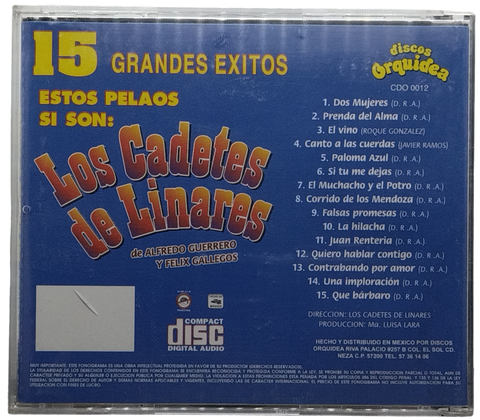 15 GRANDES EXITOS
discos
Orquidea
CDO 0012
ESTOS PELAOS
SI SON:
Los Cadetes
de Linares
de ALFREDO GUERRERO
Y FELIX GALLEGOS
1. Dos Mujeres (D. R .A.)
2. Prenda del Alma (D. R .A.)
3. El vino (ROQUE GONZALEZ)
4. Canto a las cuerdas (JAVIER RAMOS)
5. Paloma Azul (D. R .A.)
6. Si tu me dejas (D. R .A.)
7. El Muchacho y el Potro (D. R .A.)
8. Corrido de los Mendoza (D. R .A.)
9. Falsas promesas (D. R .A.)
10. La hilacha (D. R .A.)
11. Juan Renteria (D. R .A.)
12. Quiero hablar contigo (D. R .A.)
13. Contrabando por amor (D. R .A.)
14. Una imploración (D. R .A.)
15. Que bárbaro (D. R .A.)
DIRECCION: LOS CADETES DE LINARES
PRODUCCION: Ma. LUISA LARA
COMPACT
disc
DIGITAL AUDIO
HECHO Y DISTRIBUIDO EN MEXICO POR DISCOS
ORQUIDEA RIVA PALACIO #257 B COL. EL SOL CD.
NEZA C.P. 57200 TEL. 57 36 14 06